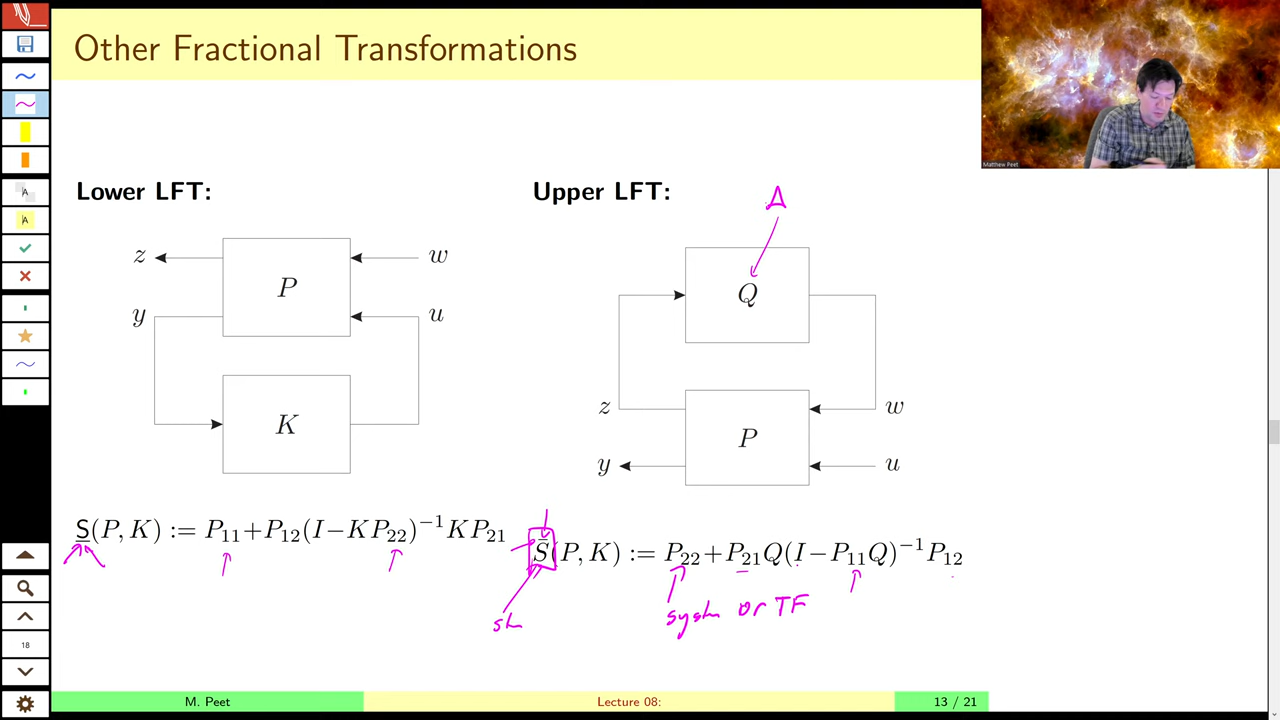 Other Fractional Transformations
Matthew Peet
Lower LFT:
Upper LFT:
Δ
z
P
w
y
u
K
Q
z
w
P
y
u
S(P, K) := P₁₁+P₁₂(I−KP₂₂)⁻¹KP₂₁
S̄(P, K) := P₂₂+P₂₁Q(I−P₁₁Q)⁻¹P₁₂
or TF
18
M. Peet
Lecture 08:
13 / 21